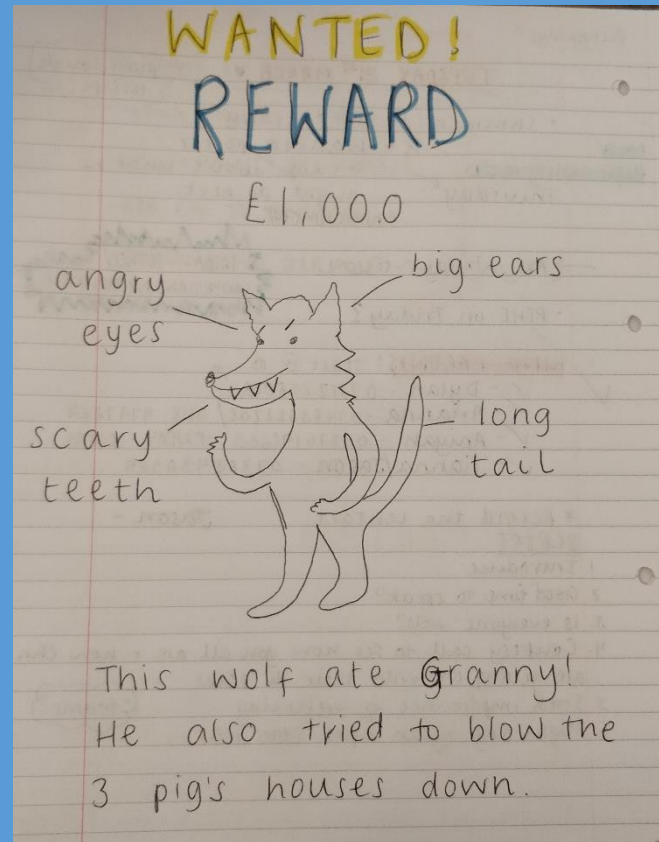 WANTED!
REWARD
£1,000
angry
eyes
big ears
scary
teeth
long
tail
This wolf ate Granny!
He also tried to blow the
3 pig's houses down.